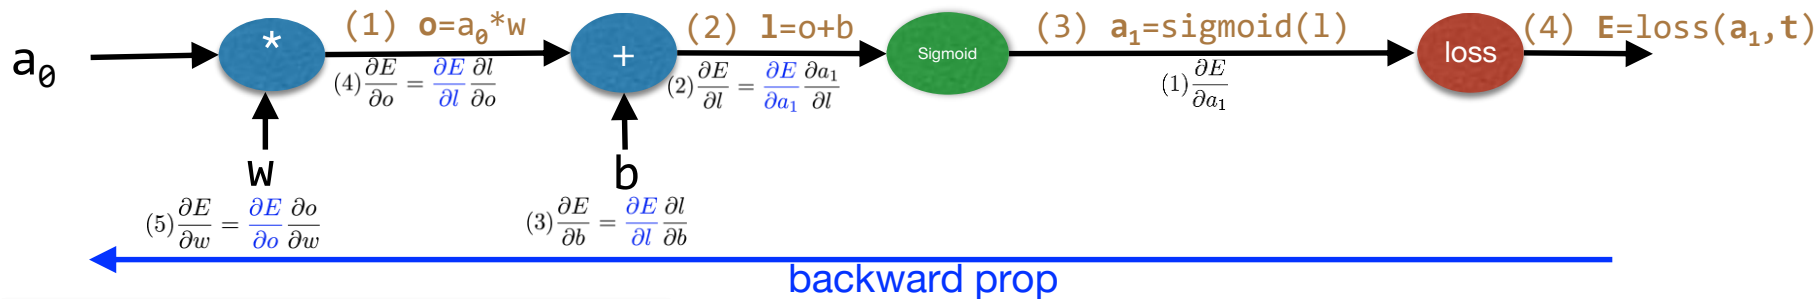 (1) o=a₀*w (2) l=o+b (3) a₁=sigmoid(l) (4) E=loss(a₁,t)
a₀ * + Sigmoid loss
(4) ∂E/∂o = ∂E/∂l ∂l/∂o (2) ∂E/∂l = ∂E/∂a₁ ∂a₁/∂l (1) ∂E/∂a₁
w b
(5) ∂E/∂w = ∂E/∂o ∂o/∂w (3) ∂E/∂b = ∂E/∂l ∂l/∂b
backward prop